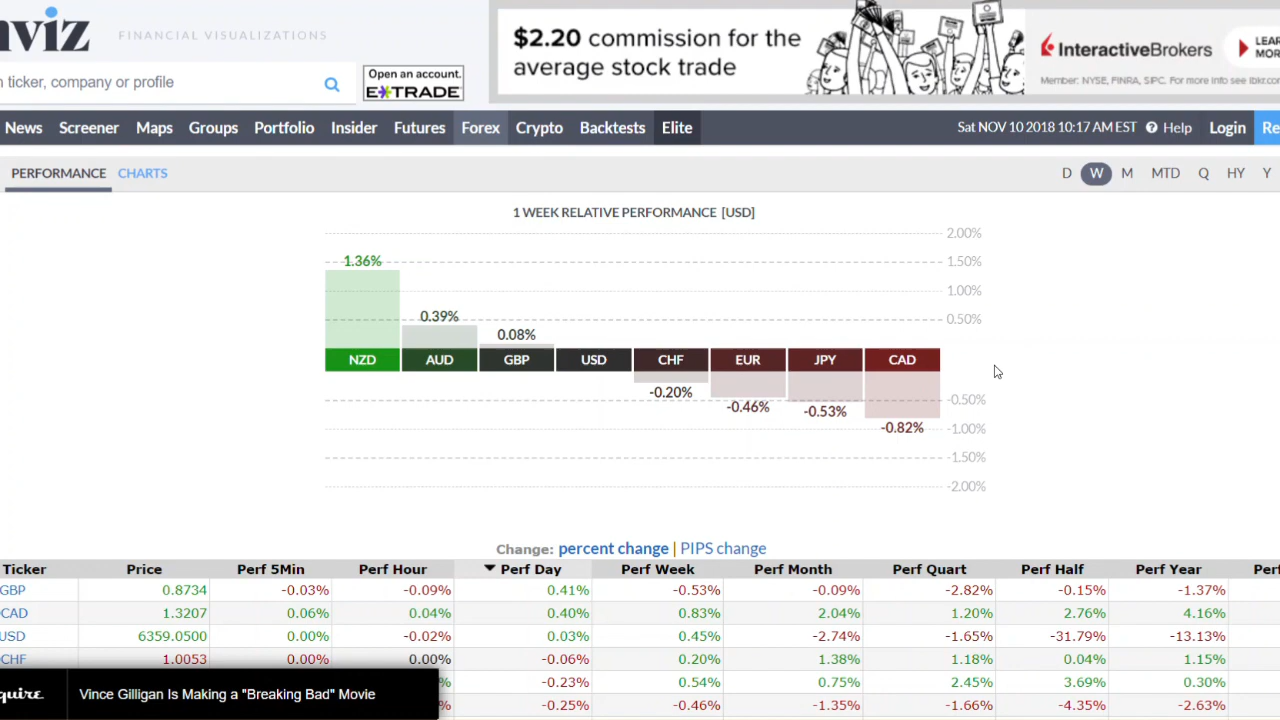 nviz
FINANCIAL VISUALIZATIONS
$2.20 commission for the
average stock trade
InteractiveBrokers
LEAR
MOR
Member: NYSE, FINRA, SIPC. For more info see ibkr.com
ticker, company or profile
Open an account.
E*TRADE
News Screener Maps Groups Portfolio Insider Futures Forex Crypto Backtests Elite Sat NOV 10 2018 10:17 AM EST Help Login Re
PERFORMANCE CHARTS D W M MTD Q HY Y
1 WEEK RELATIVE PERFORMANCE [USD]
2.00%
1.36% 1.50%
1.00%
0.39% 0.50%
0.08%
NZD AUD GBP USD CHF EUR JPY CAD
-0.20% -0.50%
-0.46% -0.53%
-0.82% -1.00%
-1.50%
-2.00%
Change: percent change | PIPS change
Ticker Price Perf 5Min Perf Hour Perf Day Perf Week Perf Month Perf Quart Perf Half Perf Year Perf
GBP 0.8734 -0.03% -0.09% 0.41% -0.53% -0.09% -2.82% -0.15% -1.37%
CAD 1.3207 0.06% 0.04% 0.40% 0.83% 2.04% 1.20% 2.76% 4.16%
USD 6359.0500 0.00% -0.02% 0.03% 0.45% -2.74% -1.65% -31.79% -13.13%
CHF 1.0053 0.00% 0.00% -0.06% 0.20% 1.38% 1.18% 0.04% 1.15%
% -0.23% 0.54% 0.75% 2.45% 3.69% 0.30%
% -0.25% -0.46% -1.35% -1.66% -4.35% -2.63%
quire Vince Gilligan Is Making a "Breaking Bad" Movie